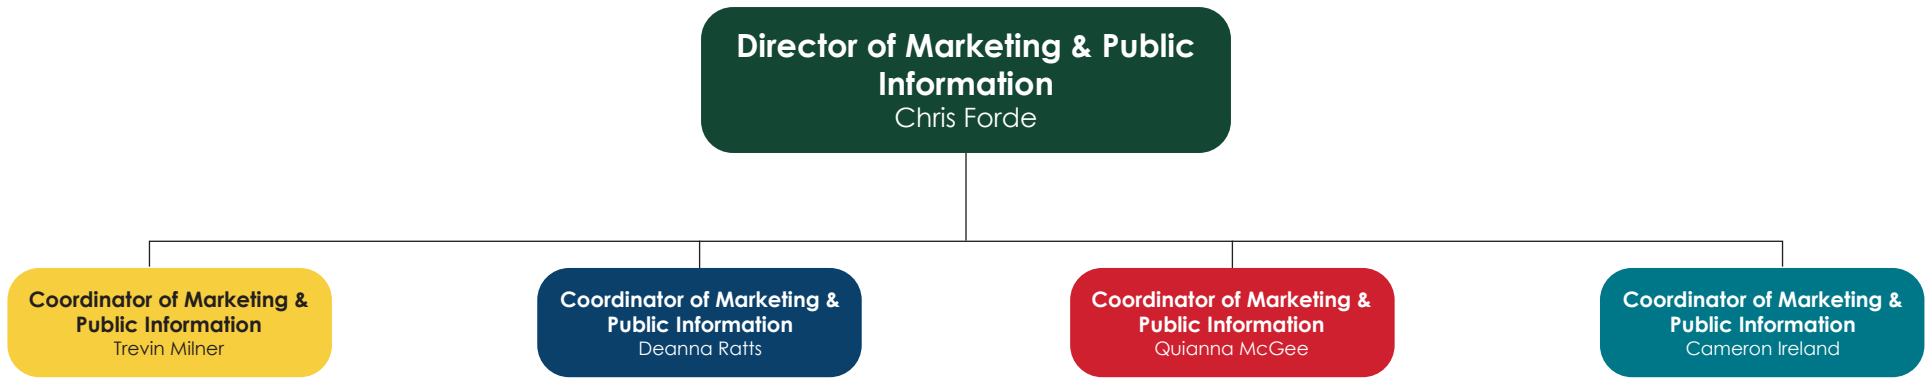 Director of Marketing & Public
Information
Chris Forde
Coordinator of Marketing &
Public Information
Trevin Milner
Coordinator of Marketing &
Public Information
Deanna Ratts
Coordinator of Marketing &
Public Information
Quianna McGee
Coordinator of Marketing &
Public Information
Cameron Ireland